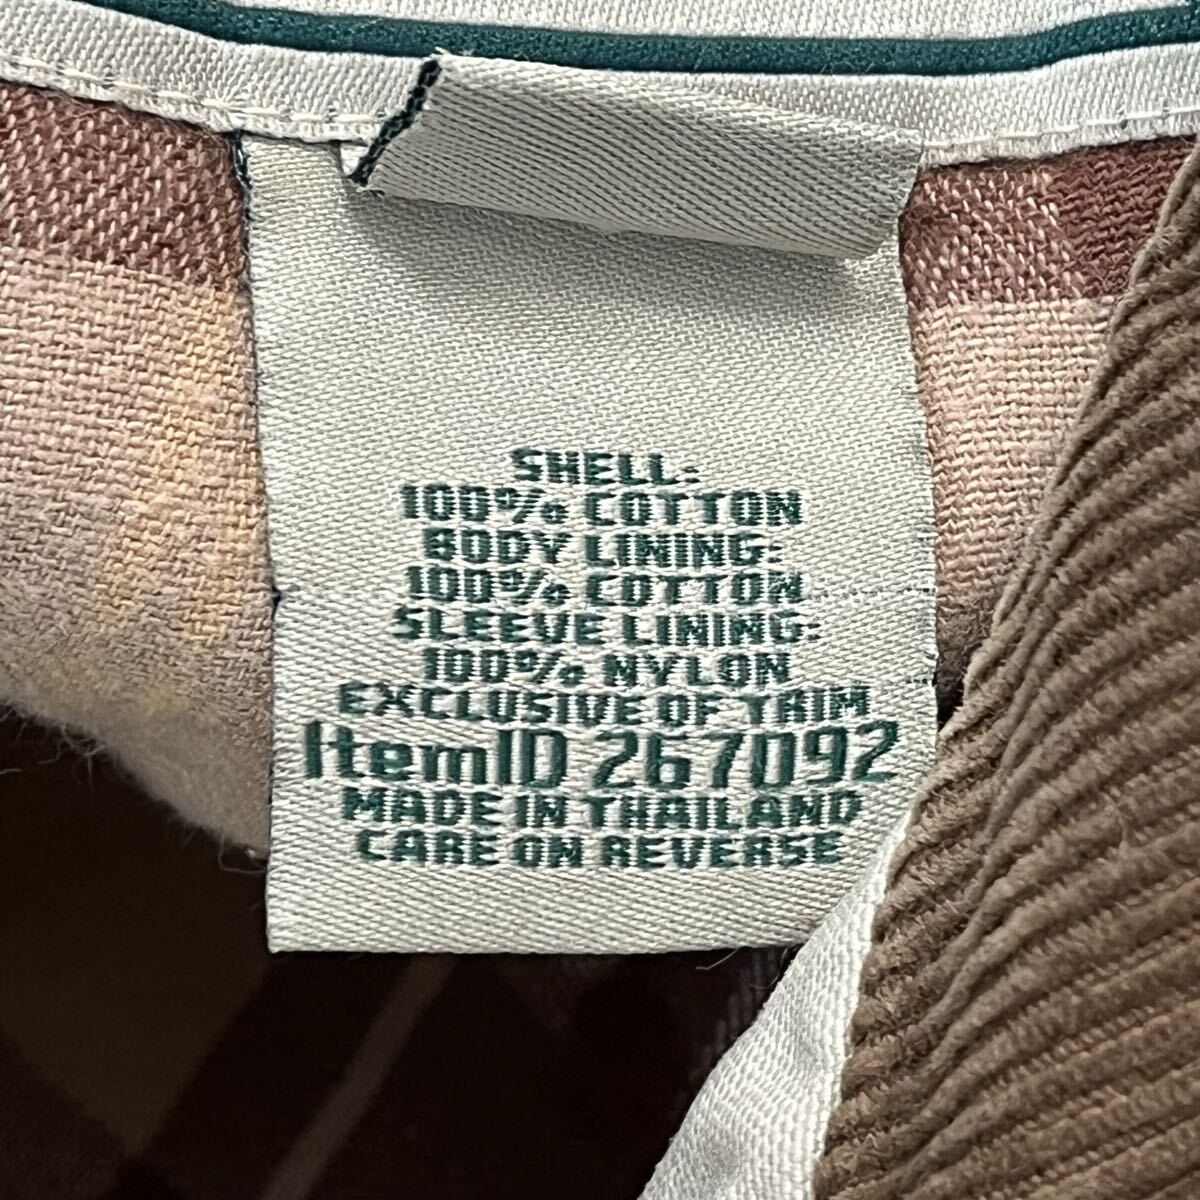 SHELL:
100% COTTON
BODY LINING:
100% COTTON
SLEEVE LINING:
100% NYLON
EXCLUSIVE OF TRIM
ItemID 267092
MADE IN THAILAND
CARE ON REVERSE